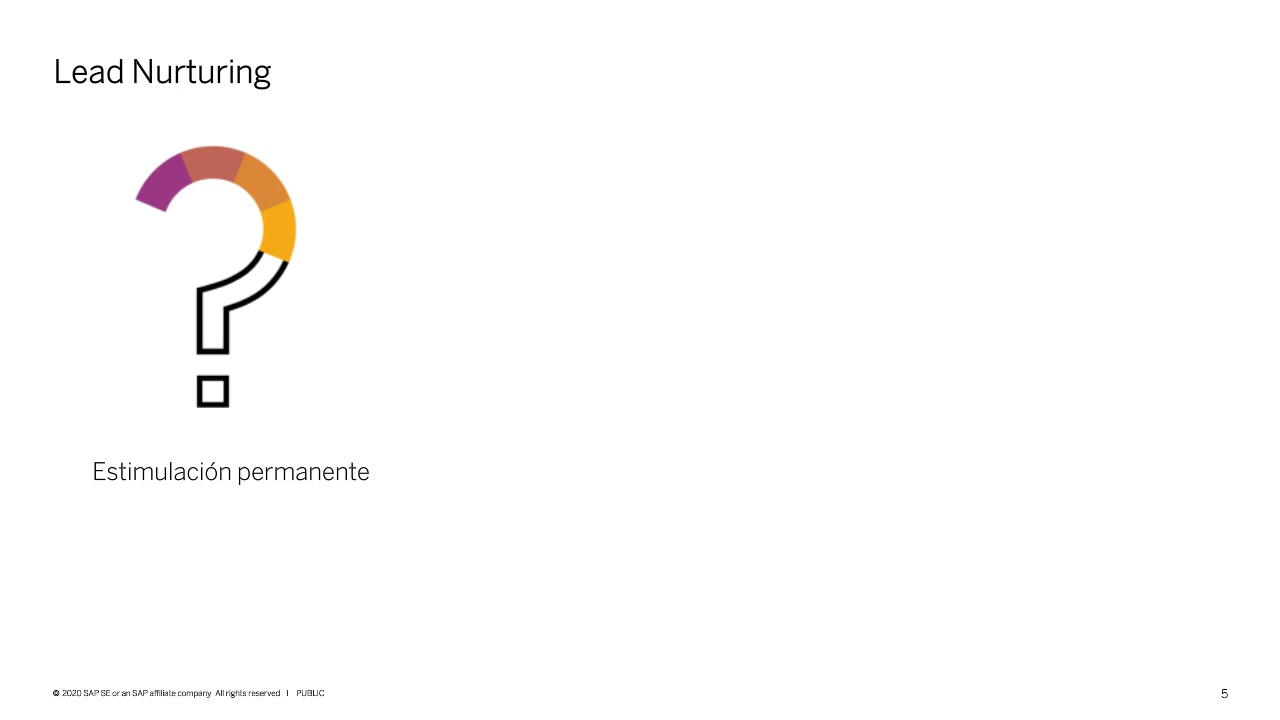 Lead Nurturing
Estimulación permanente
© 2020 SAP SE or an SAP affiliate company All rights reserved I PUBLIC
5